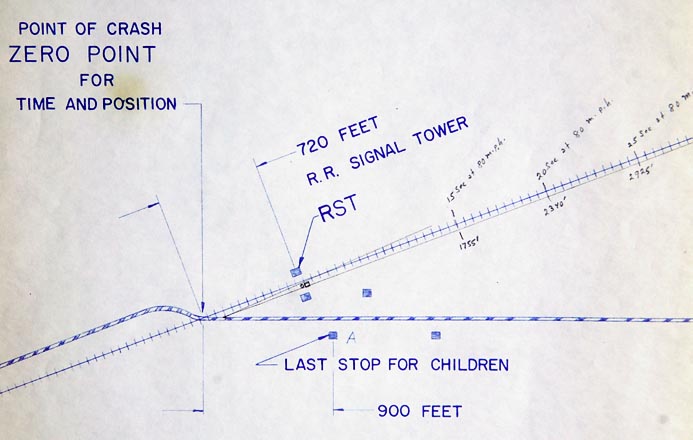 POINT OF CRASH
ZERO POINT
FOR
TIME AND POSITION
720 FEET
R.R. SIGNAL TOWER
RST
15 Sec at 80 m.p.h.
20 Sec at 80 m. p.h.
25 Sec at 80 m.
1755'
2340'
2925'
A
LAST STOP FOR CHILDREN
900 FEET